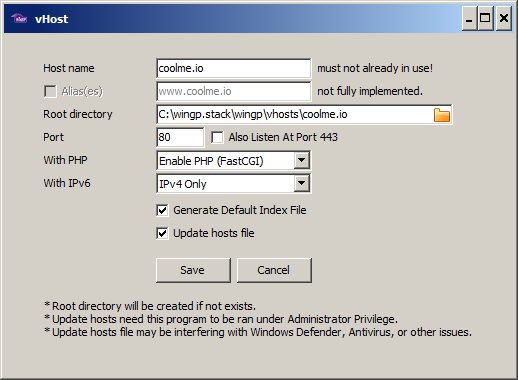 vHost
Host name coolme.io must not already in use!
Alias(es) www.coolme.io not fully implemented.
Root directory C:\wingp.stack\wingp\vhosts\coolme.io
Port 80 Also Listen At Port 443
With PHP Enable PHP (FastCGI)
With IPv6 IPv4 Only
Generate Default Index File
Update hosts file
Save Cancel
* Root directory will be created if not exists.
* Update hosts need this program to be ran under Administrator Privilege.
* Update hosts file may be interfering with Windows Defender, Antivirus, or other issues.